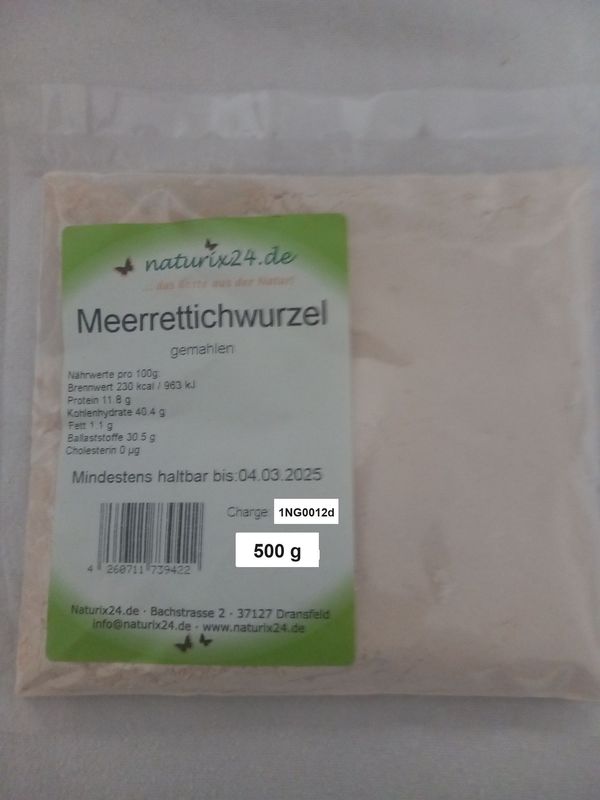 naturix24.de
... das Beste aus der Natur!
Meerrettichwurzel
gemahlen
Nährwerte pro 100g:
Brennwert 230 kcal / 963 kJ
Protein 11.8 g
Kohlenhydrate 40.4 g
Fett 1.1 g
Ballaststoffe 30.5 g
Cholesterin 0 µg
Mindestens haltbar bis:04.03.2025
Charge: 1NG0012d
500 g
4 260711 739422
Naturix24.de · Bachstrasse 2 · 37127 Dransfeld
info@naturix24.de · www.naturix24.de